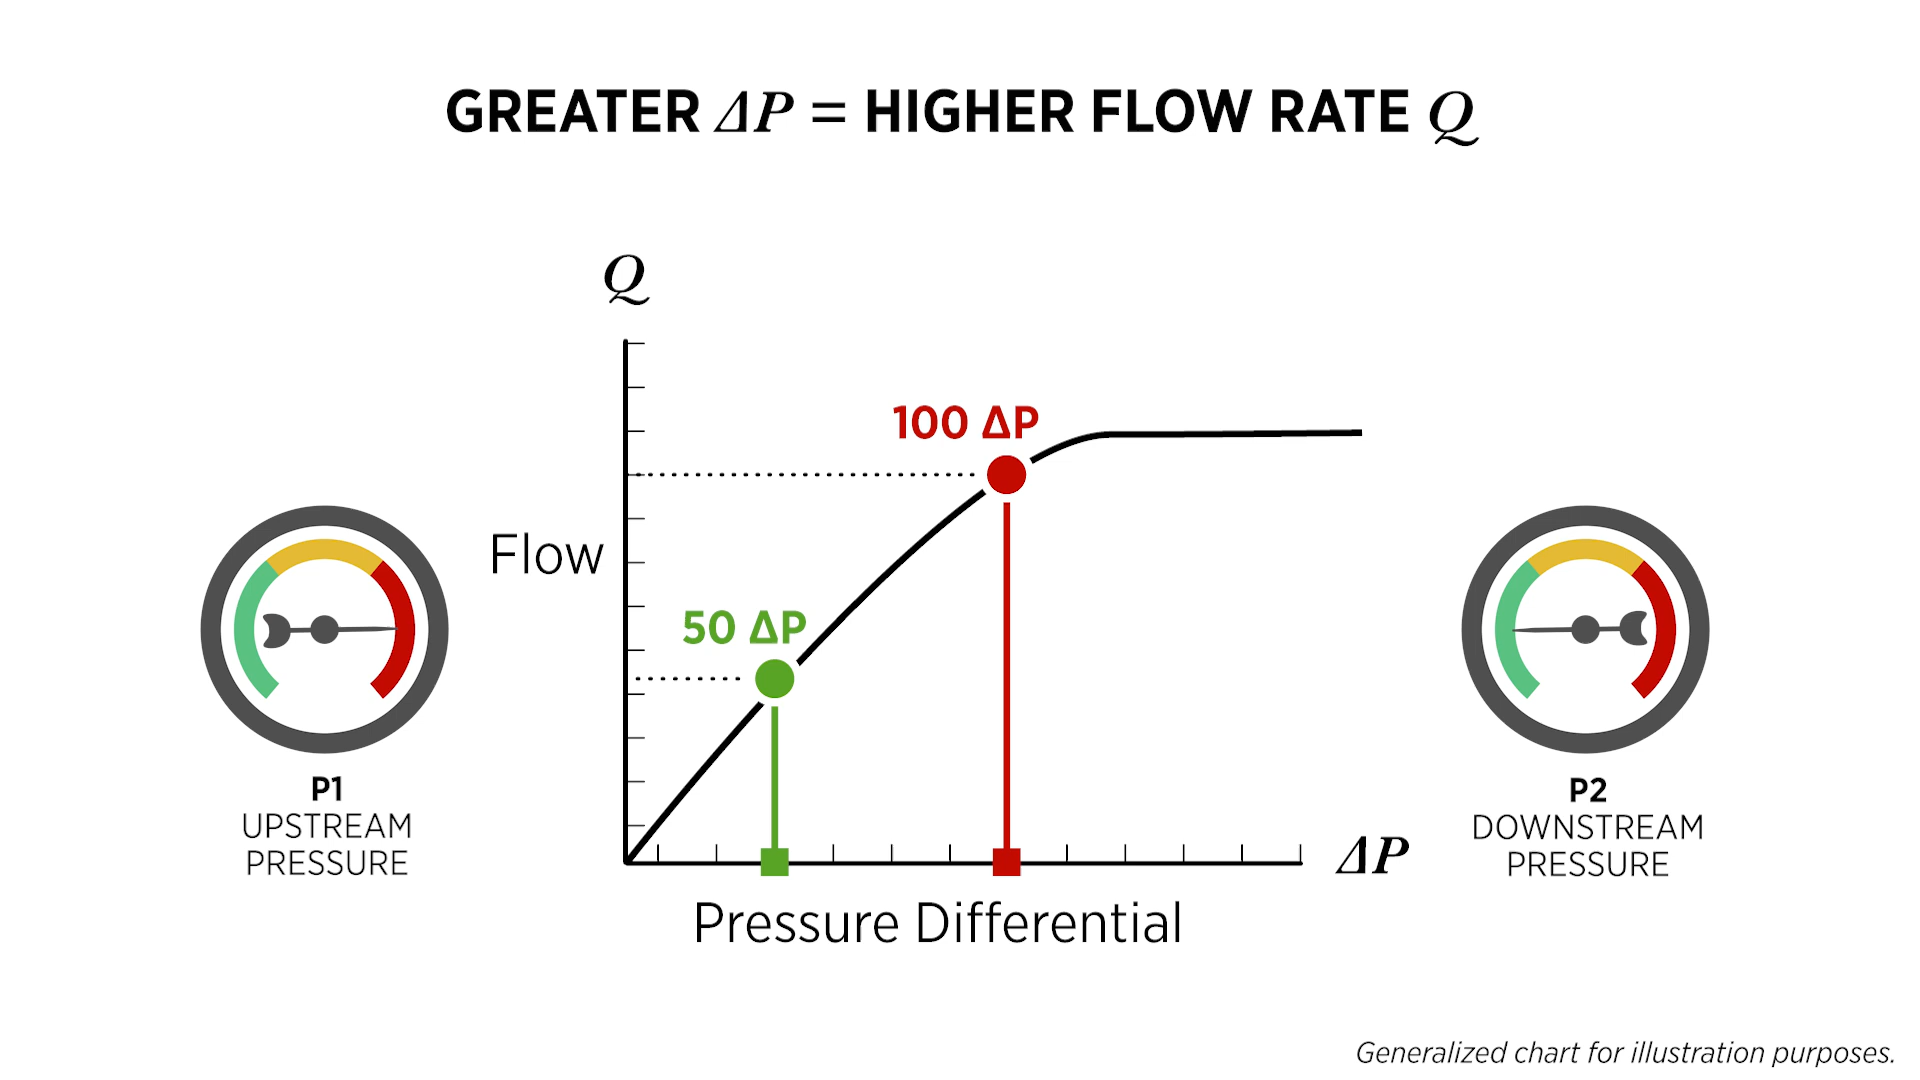 GREATER ΔP = HIGHER FLOW RATE Q
Q
100 ΔP
Flow
50 ΔP
P1
UPSTREAM
PRESSURE
ΔP
Pressure Differential
P2
DOWNSTREAM
PRESSURE
Generalized chart for illustration purposes.